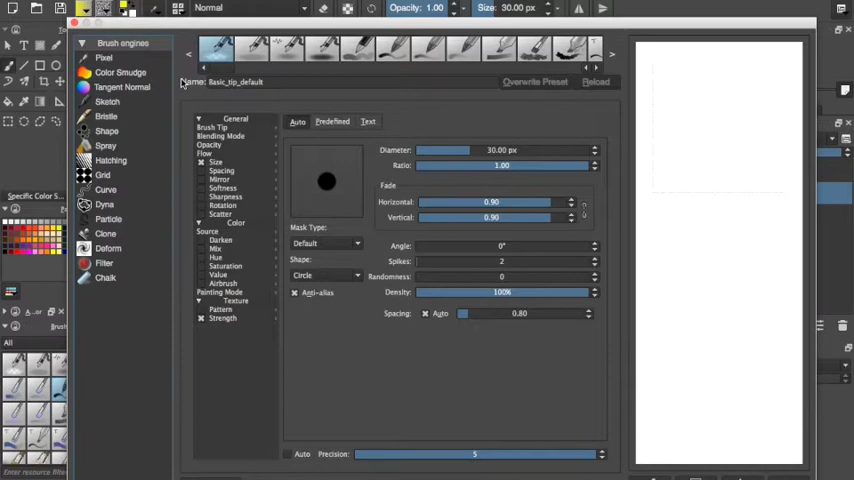 Normal Opacity: 1.00 Size: 30.00 px
Brush engines
Pixel
Color Smudge
Tangent Normal
Sketch
Bristle
Shape
Spray
Hatching
Grid
Curve
Dyna
Particle
Clone
Deform
Filter
Chalk
Specific Color S...
All
Enter resource
Name: Basic_tip_default Overwrite Preset Reload
General
Brush Tip
Blending Mode
Opacity
Flow
Size
Spacing
Mirror
Softness
Sharpness
Rotation
Scatter
Color
Source
Darken
Mix
Hue
Saturation
Value
Airbrush
Painting Mode
Texture
Pattern
Strength
Auto Predefined Text
Mask Type:
Default
Shape:
Circle
Anti-alias
Diameter: 30.00 px
Ratio: 1.00
Fade
Horizontal: 0.90
Vertical: 0.90
Angle: 0°
Spikes: 2
Randomness: 0
Density: 100%
Spacing: Auto 0.80
Auto Precision: 5